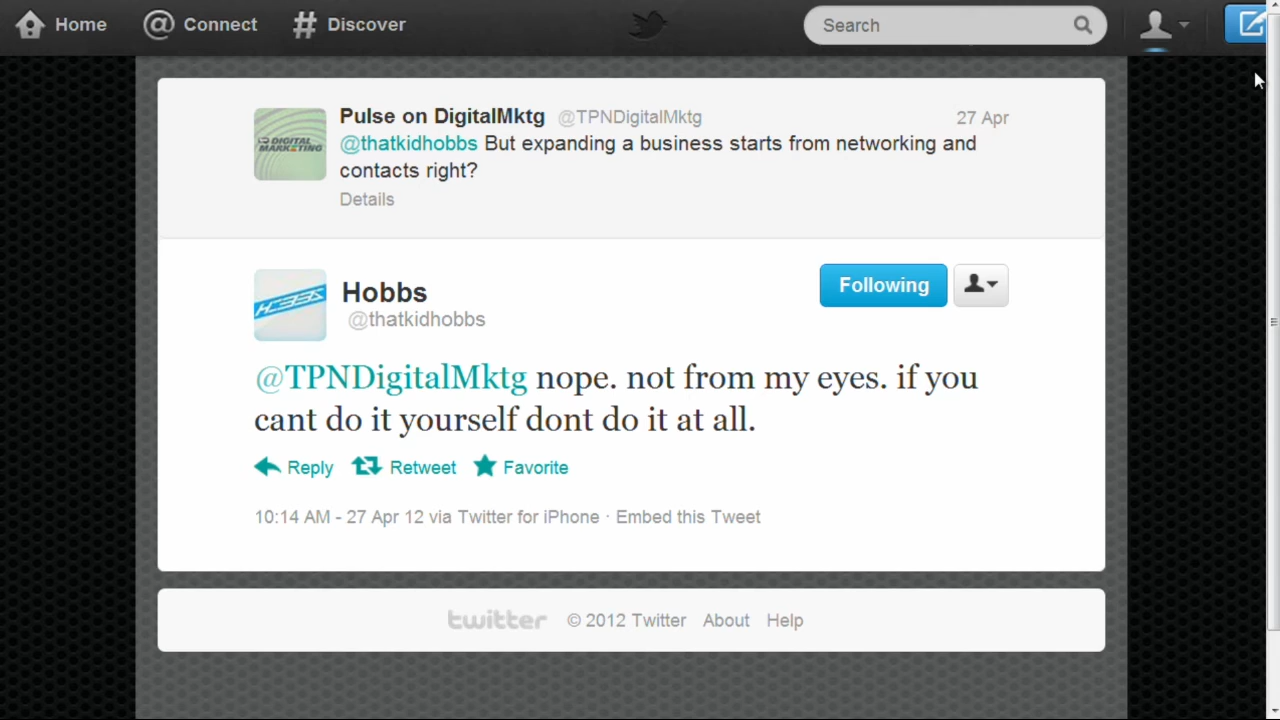 Home @ Connect # Discover Search
Pulse on DigitalMktg @TPNDigitalMktg 27 Apr
@thatkidhobbs But expanding a business starts from networking and
contacts right?
Details
DIGITAL
MARKETING
HOBBS
Hobbs Following
@thatkidhobbs
@TPNDigitalMktg nope. not from my eyes. if you
cant do it yourself dont do it at all.
Reply Retweet Favorite
10:14 AM - 27 Apr 12 via Twitter for iPhone · Embed this Tweet
twitter © 2012 Twitter About Help